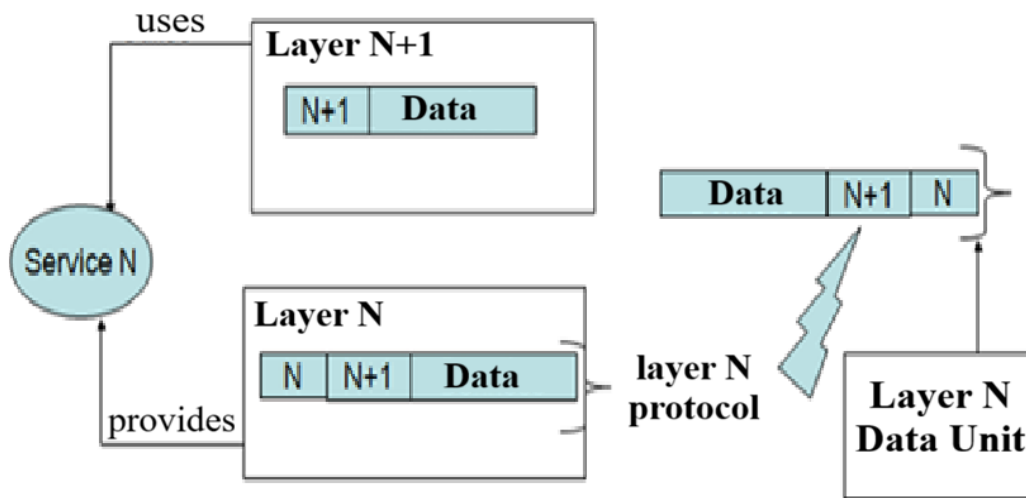 uses
Layer N+1
N+1 Data
Data N+1 N
Service N
Layer N
N N+1 Data
layer N
protocol
provides
Layer N
Data Unit